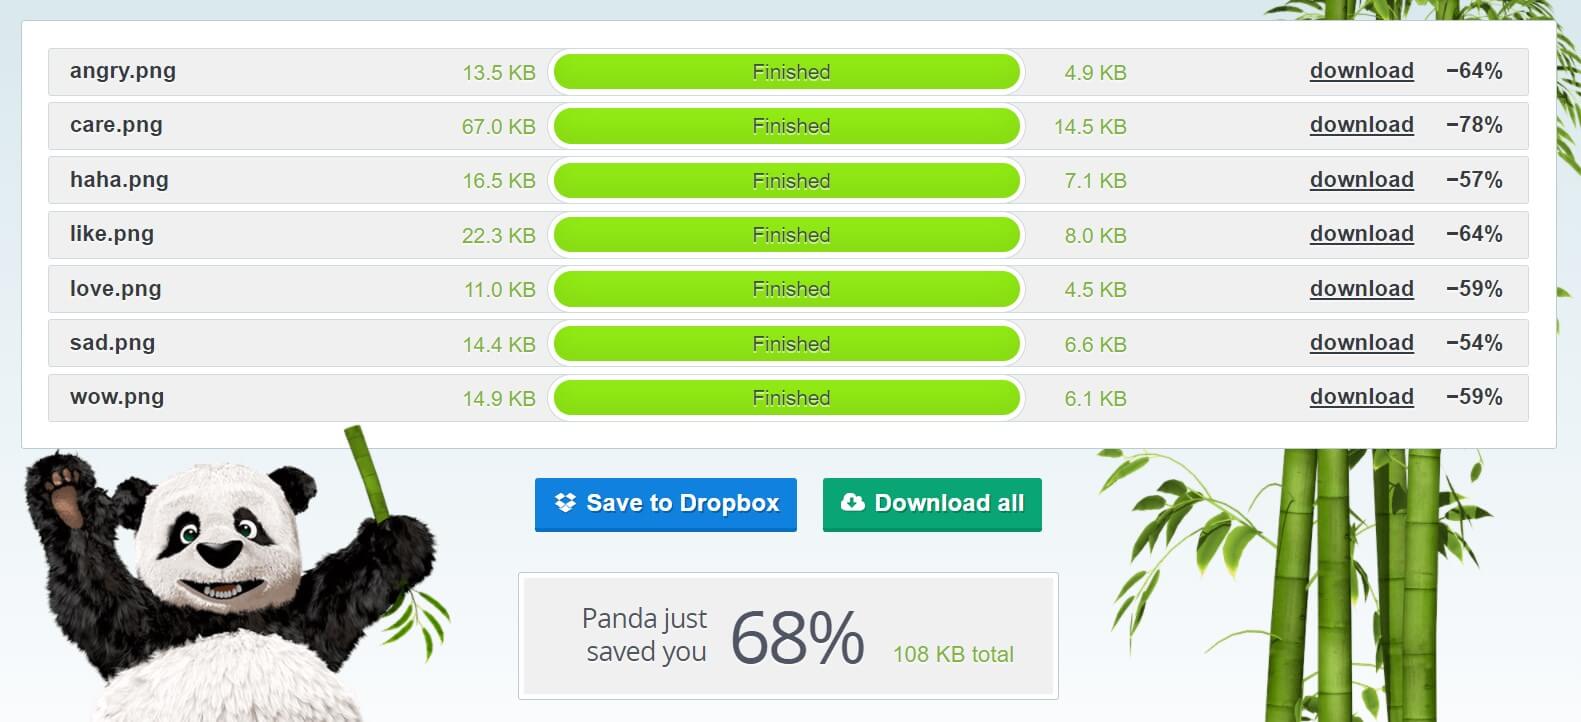 angry.png 13.5 KB Finished 4.9 KB download −64%
care.png 67.0 KB Finished 14.5 KB download −78%
haha.png 16.5 KB Finished 7.1 KB download −57%
like.png 22.3 KB Finished 8.0 KB download −64%
love.png 11.0 KB Finished 4.5 KB download −59%
sad.png 14.4 KB Finished 6.6 KB download −54%
wow.png 14.9 KB Finished 6.1 KB download −59%
Save to Dropbox
Download all
Panda just
saved you
68%
108 KB total